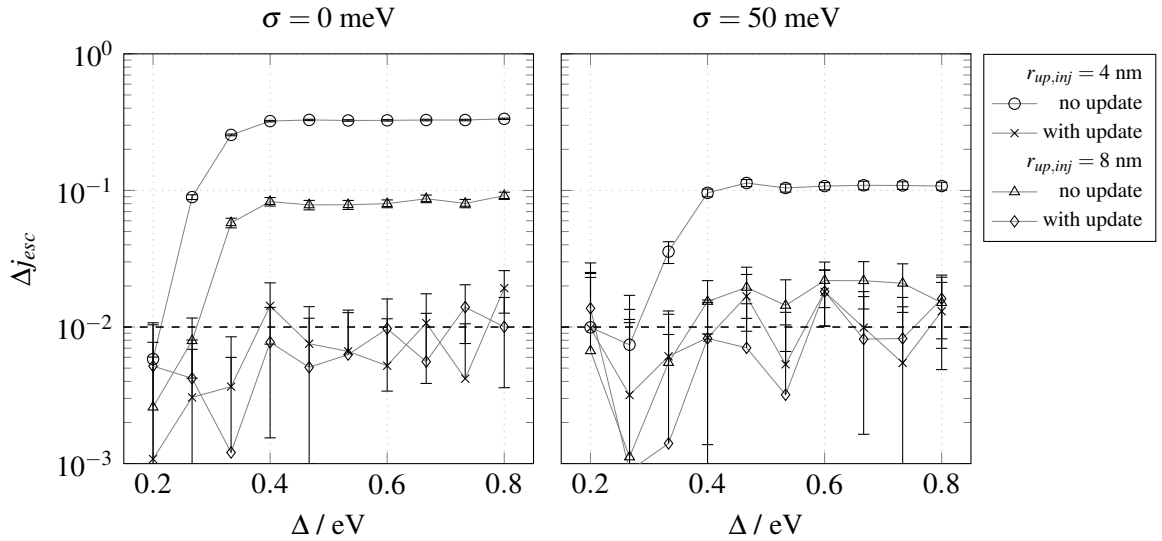 σ = 0 meV
σ = 50 meV
Δj_esc
10^0
10^−1
10^−2
10^−3
0.2 0.4 0.6 0.8
0.2 0.4 0.6 0.8
Δ / eV
Δ / eV
r_up,inj = 4 nm
no update
with update
r_up,inj = 8 nm
no update
with update